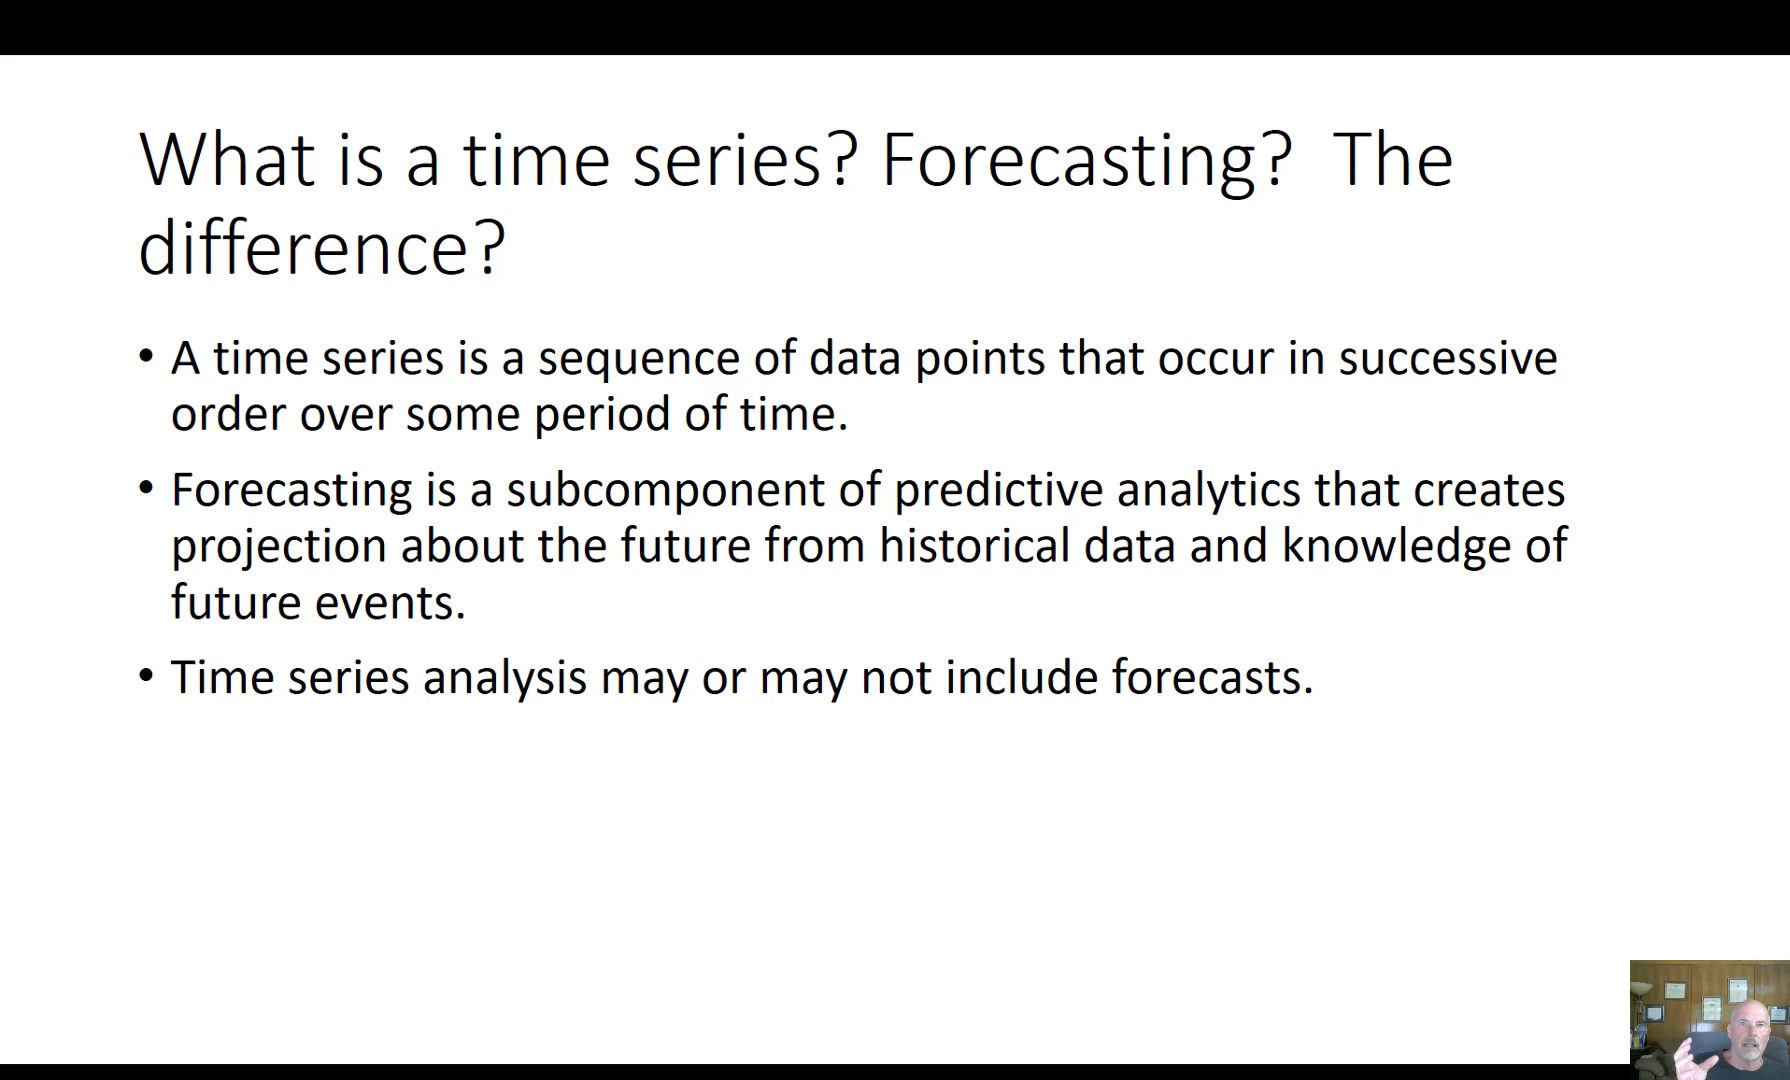 What is a time series? Forecasting?  The
difference?
• A time series is a sequence of data points that occur in successive
order over some period of time.
• Forecasting is a subcomponent of predictive analytics that creates
projection about the future from historical data and knowledge of
future events.
• Time series analysis may or may not include forecasts.